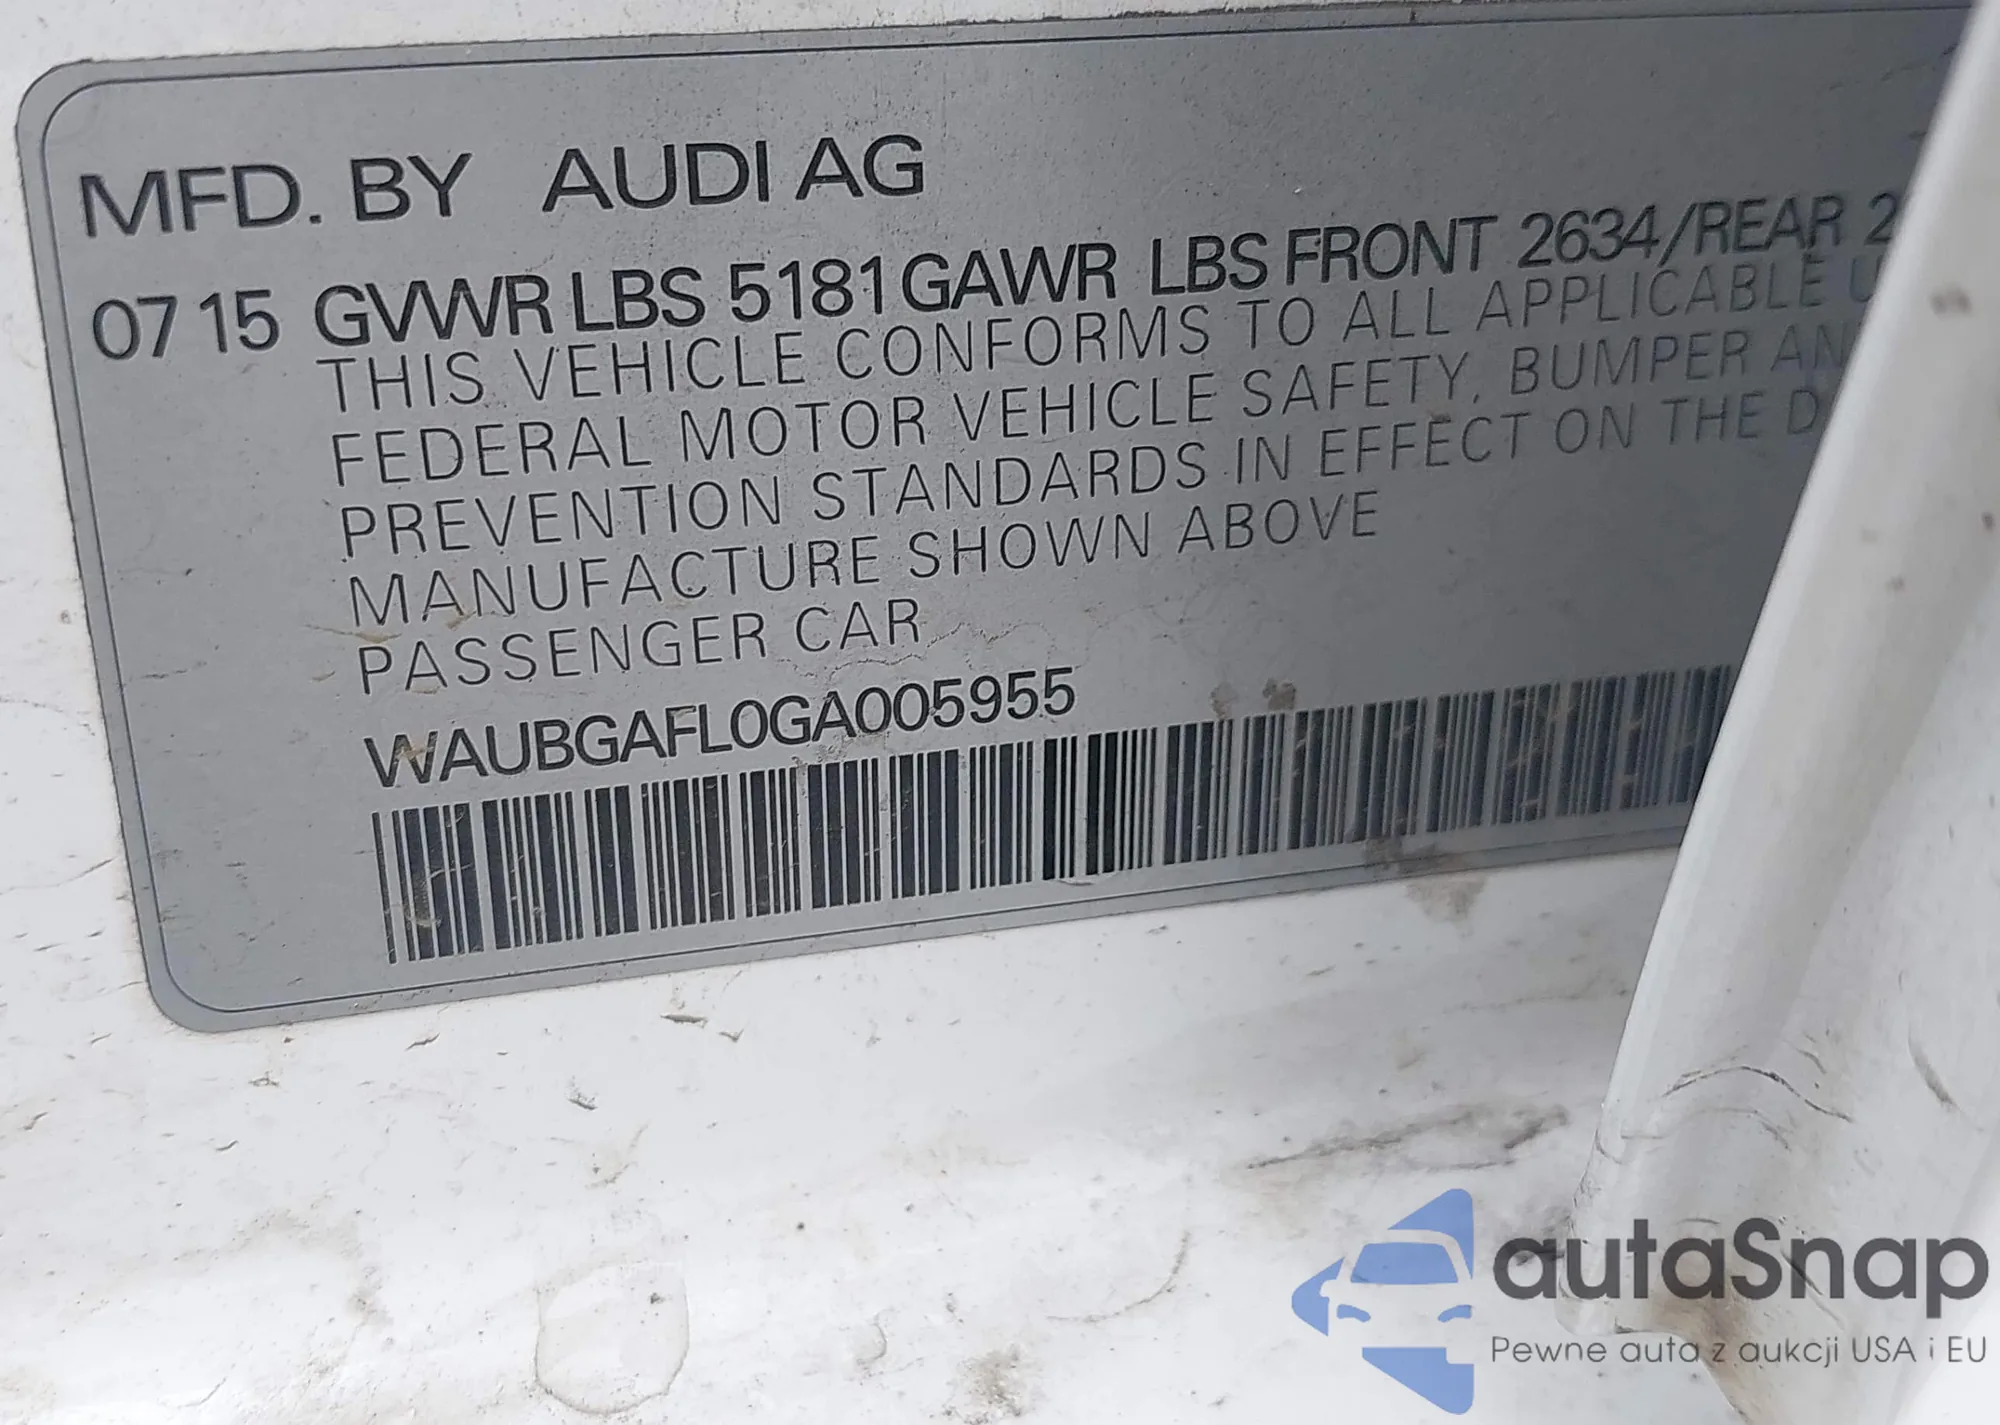 MFD. BY AUDI AG
07 15 GVWR LBS 5181 GAWR LBS FRONT 2634/REAR 2
THIS VEHICLE CONFORMS TO ALL APPLICABLE
FEDERAL MOTOR VEHICLE SAFETY, BUMPER AN
PREVENTION STANDARDS IN EFFECT ON THE D
MANUFACTURE SHOWN ABOVE
PASSENGER CAR
WAUBGAFL0GA005955
autaSnap
Pewne auta z aukcji USA i EU